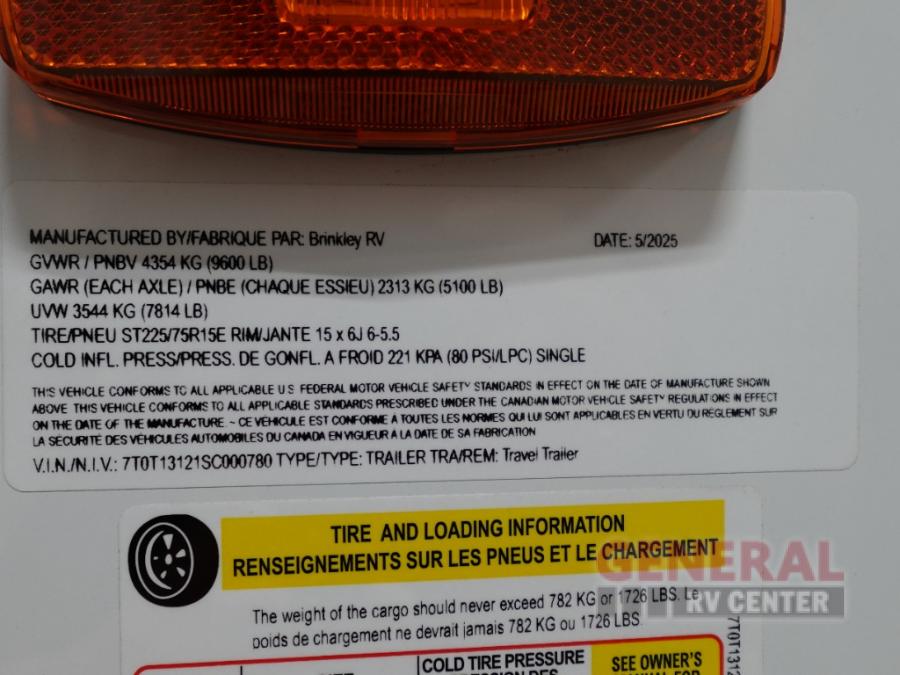 MANUFACTURED BY/FABRIQUE PAR: Brinkley RV DATE: 5/2025
GVWR / PNBV 4354 KG (9600 LB)
GAWR (EACH AXLE) / PNBE (CHAQUE ESSIEU) 2313 KG (5100 LB)
UVW 3544 KG (7814 LB)
TIRE/PNEU ST225/75R15E RIM/JANTE 15 x 6J 6-5.5
COLD INFL. PRESS/PRESS. DE GONFL. A FROID 221 KPA (80 PSI/LPC) SINGLE
THIS VEHICLE CONFORMS TO ALL APPLICABLE U.S FEDERAL MOTOR VEHICLE SAFETY STANDARDS IN EFFECT ON THE DATE OF MANUFACTURE SHOWN
ABOVE THIS VEHICLE CONFORMS TO ALL APPLICABLE STANDARDS PRESCRIBED UNDER THE CANADIAN MOTOR VEHICLE SAFETY REGULATIONS IN EFFECT
ON THE DATE OF THE MANUFACTURE. ~ CE VEHICULE EST CONFORME À TOUTES LES NORMES QUI LUI SONT APPLICABLES EN VERTU DU RÈGLEMENT SUR
LA SÉCURITÉ DES VÉHICULES AUTOMOBILES DU CANADA EN VIGUEUR À LA DATE DE SA FABRICATION
V.I.N./N.I.V.: 7T0T13121SC000780 TYPE/TYPE: TRAILER TRA/REM: Travel Trailer
TIRE AND LOADING INFORMATION
RENSEIGNEMENTS SUR LES PNEUS ET LE CHARGEMENT
GENERAL
RV CENTER
The weight of the cargo should never exceed 782 KG or 1726 LBS. Le
poids de chargement ne devrait jamais 782 KG ou 1726 LBS.
COLD TIRE PRESSURE
SEE OWNER'S
7T0T1312